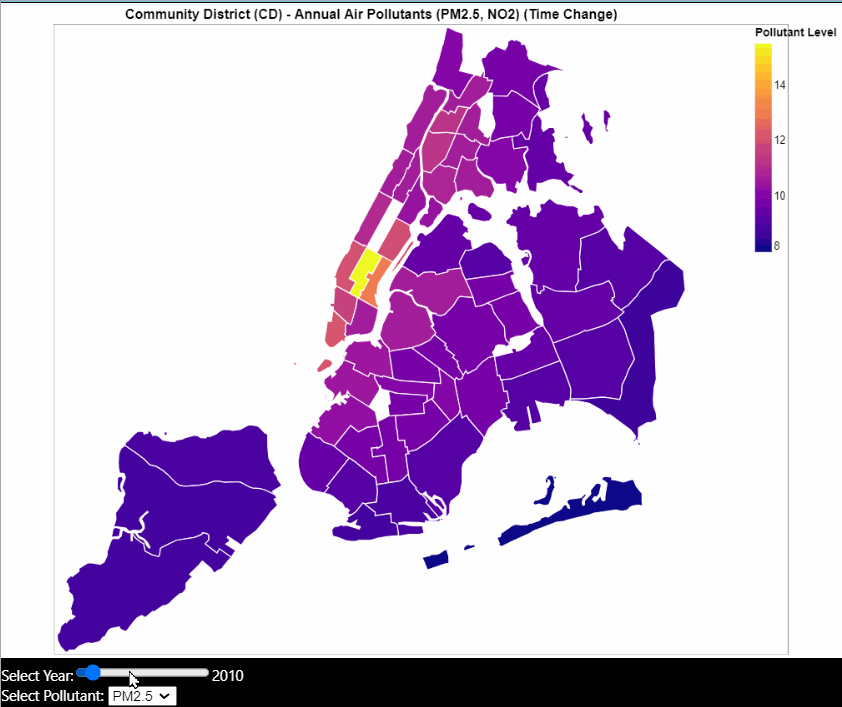 Community District (CD) - Annual Air Pollutants (PM2.5, NO2) (Time Change)
Pollutant Level
14
12
10
8
Select Year: 2010
Select Pollutant: PM2.5